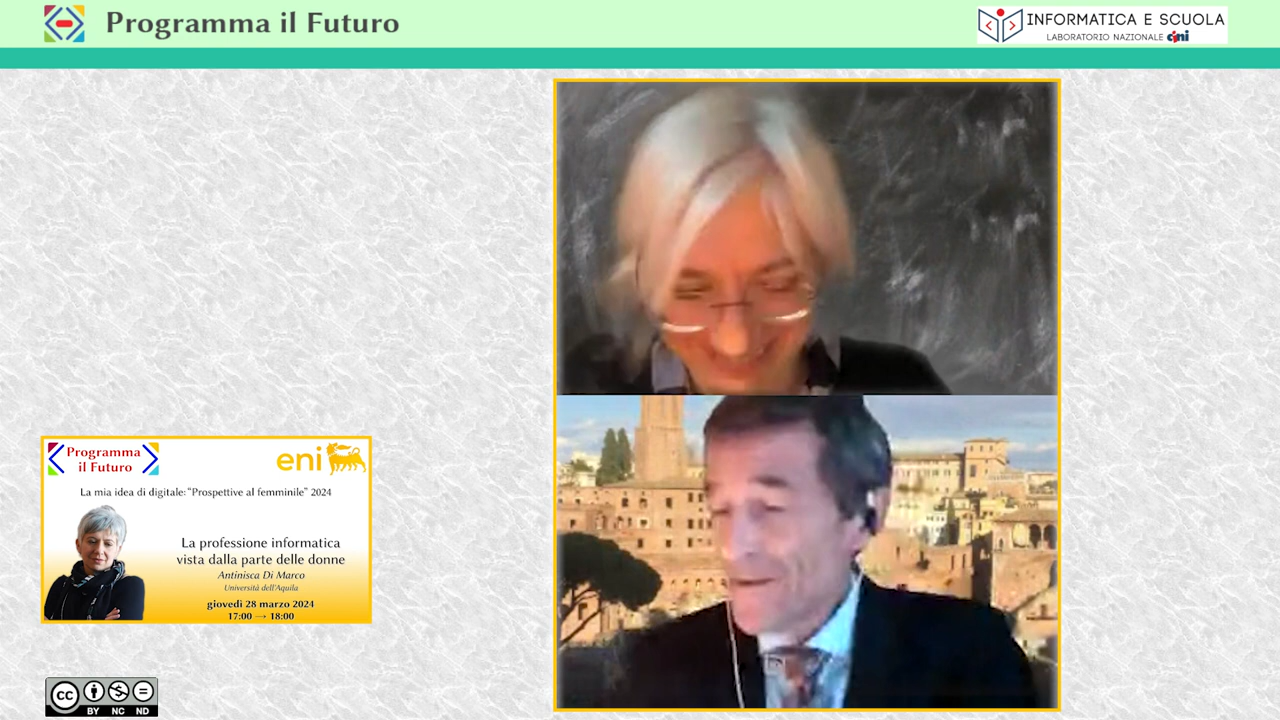 Programma il Futuro
INFORMATICA E SCUOLA
LABORATORIO NAZIONALE cini
Programma
il Futuro
eni
La mia idea di digitale: "Prospettive al femminile" 2024
La professione informatica
vista dalla parte delle donne
Antinisca Di Marco
Università dell'Aquila
giovedì 28 marzo 2024
17:00 → 18:00
cc
BY NC ND